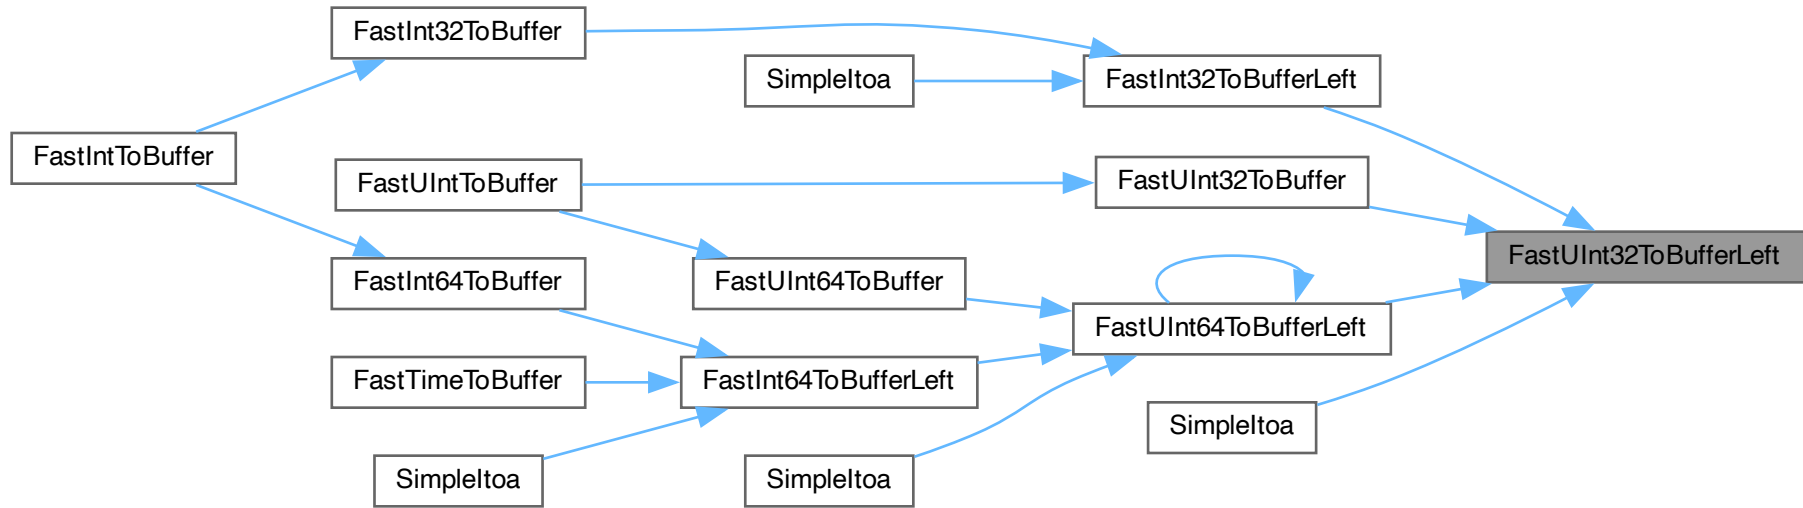 FastInt32ToBuffer
SimpleItoa
FastInt32ToBufferLeft
FastIntToBuffer
FastUIntToBuffer
FastUInt32ToBuffer
FastUInt32ToBufferLeft
FastInt64ToBuffer
FastUInt64ToBuffer
FastUInt64ToBufferLeft
FastTimeToBuffer
FastInt64ToBufferLeft
SimpleItoa
SimpleItoa
SimpleItoa